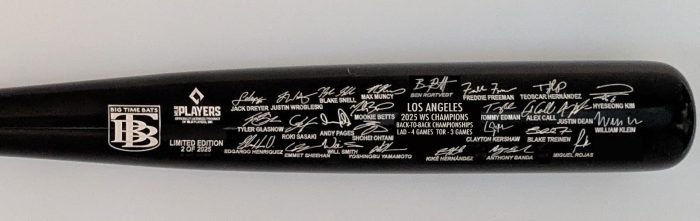 BIG TIME BATS
BTB
THE PLAYERS
LIMITED EDITION
2 OF 2025
JACK DREYER JUSTIN WROBLESKI BLAKE SNELL MAX MUNCY BEN RORTVEDT FREDDIE FREEMAN TEOSCAR HERNÁNDEZ HYESEONG KIM
TYLER GLASNOW ROKI SASAKI ANDY PAGES SHOHEI OHTANI MOOKIE BETTS
LOS ANGELES
2025 WS CHAMPIONS
BACK-TO-BACK CHAMPIONSHIPS
LAD - 4 GAMES TOR - 3 GAMES
TOMMY EDMAN ALEX CALL JUSTIN DEAN WILLIAM KLEIN
CLAYTON KERSHAW BLAKE TREINEN
EDGARDO HENRIQUEZ EMMET SHEEHAN WILL SMITH YOSHINOBU YAMAMOTO KIKÉ HERNÁNDEZ ANTHONY BANDA MIGUEL ROJAS